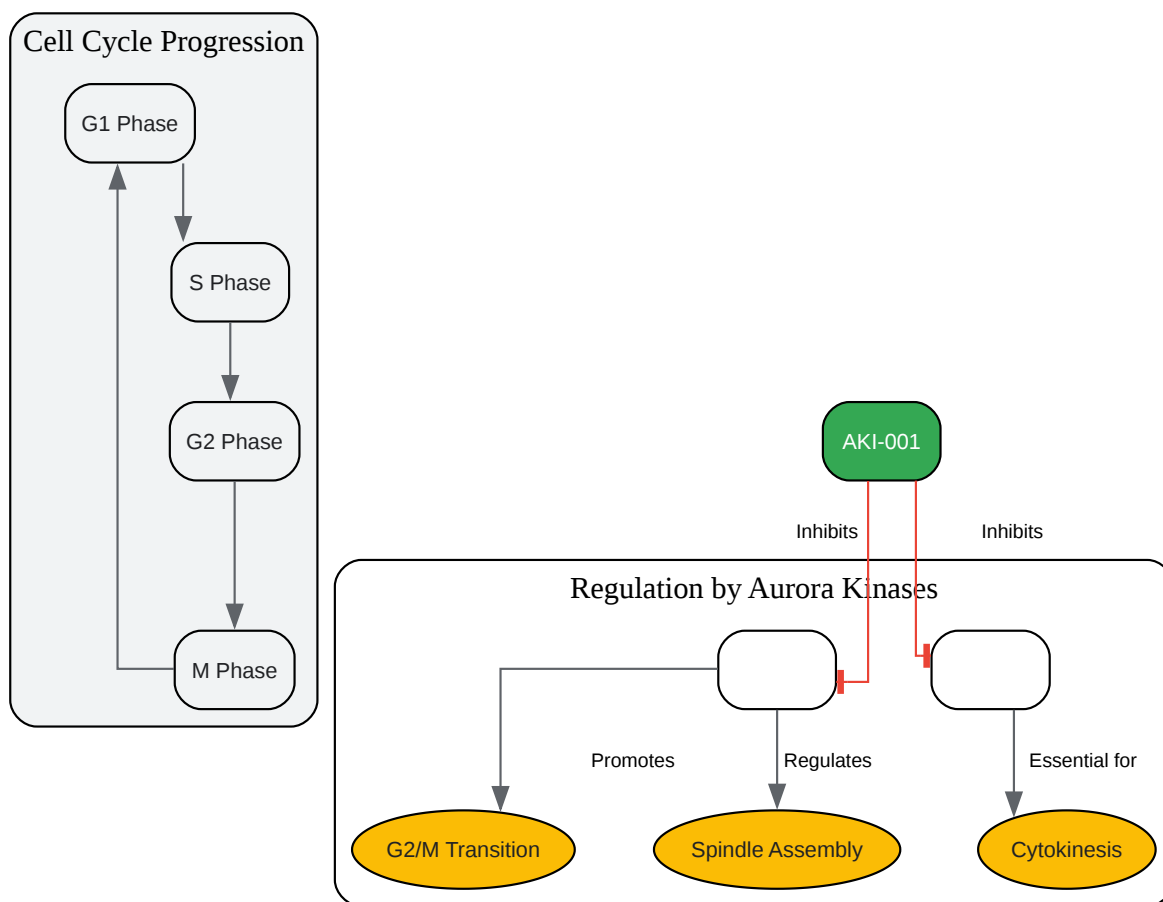 Cell Cycle Progression
G1 Phase
S Phase
G2 Phase
M Phase
AKI-001
Inhibits
Inhibits
Regulation by Aurora Kinases
Promotes
Regulates
Essential for
G2/M Transition
Spindle Assembly
Cytokinesis